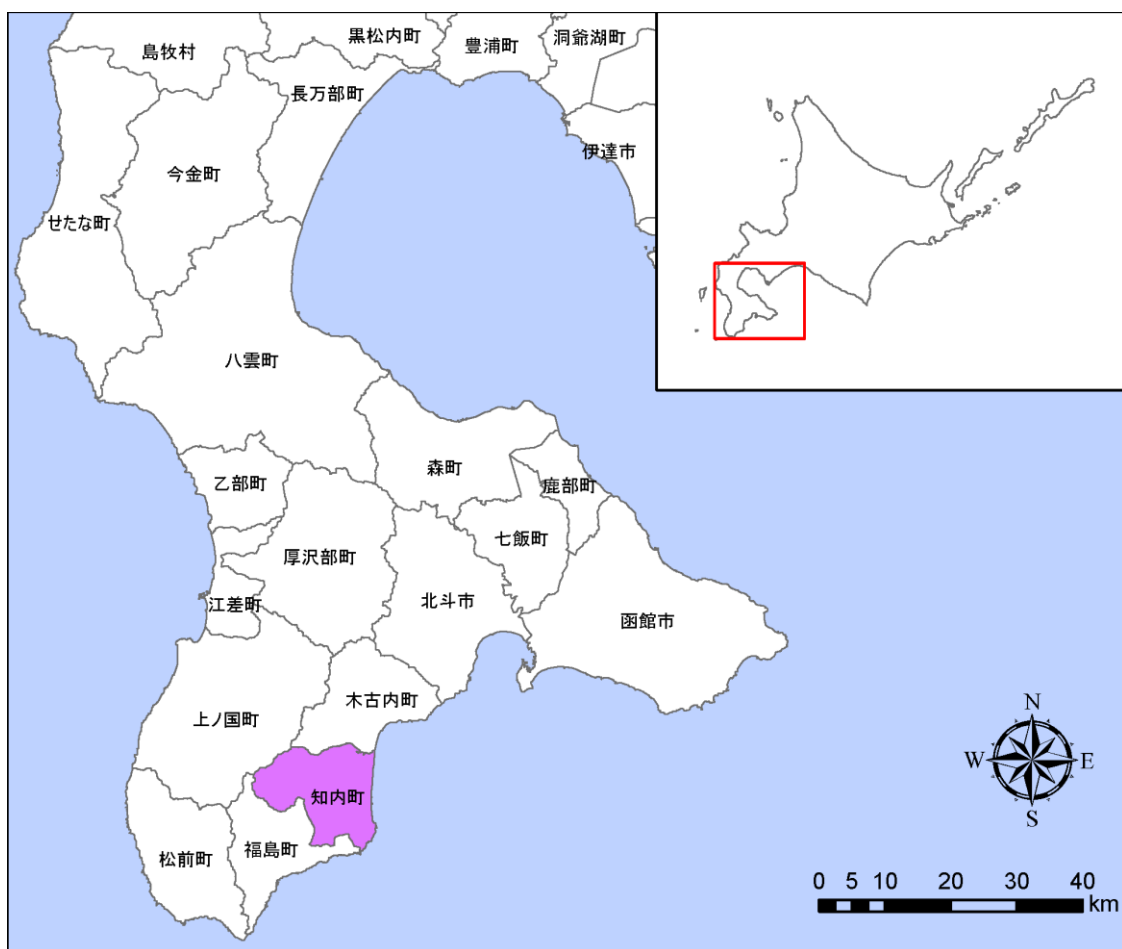 黒松内町
豊浦町
洞爺湖町
島牧村
長万部町
伊達市
今金町
せたな町
八雲町
森町
乙部町
鹿部町
七飯町
厚沢部町
江差町
北斗市
函館市
木古内町
上ノ国町
知内町
福島町
松前町
N
W
E
S
0 5 10 20 30 40
km